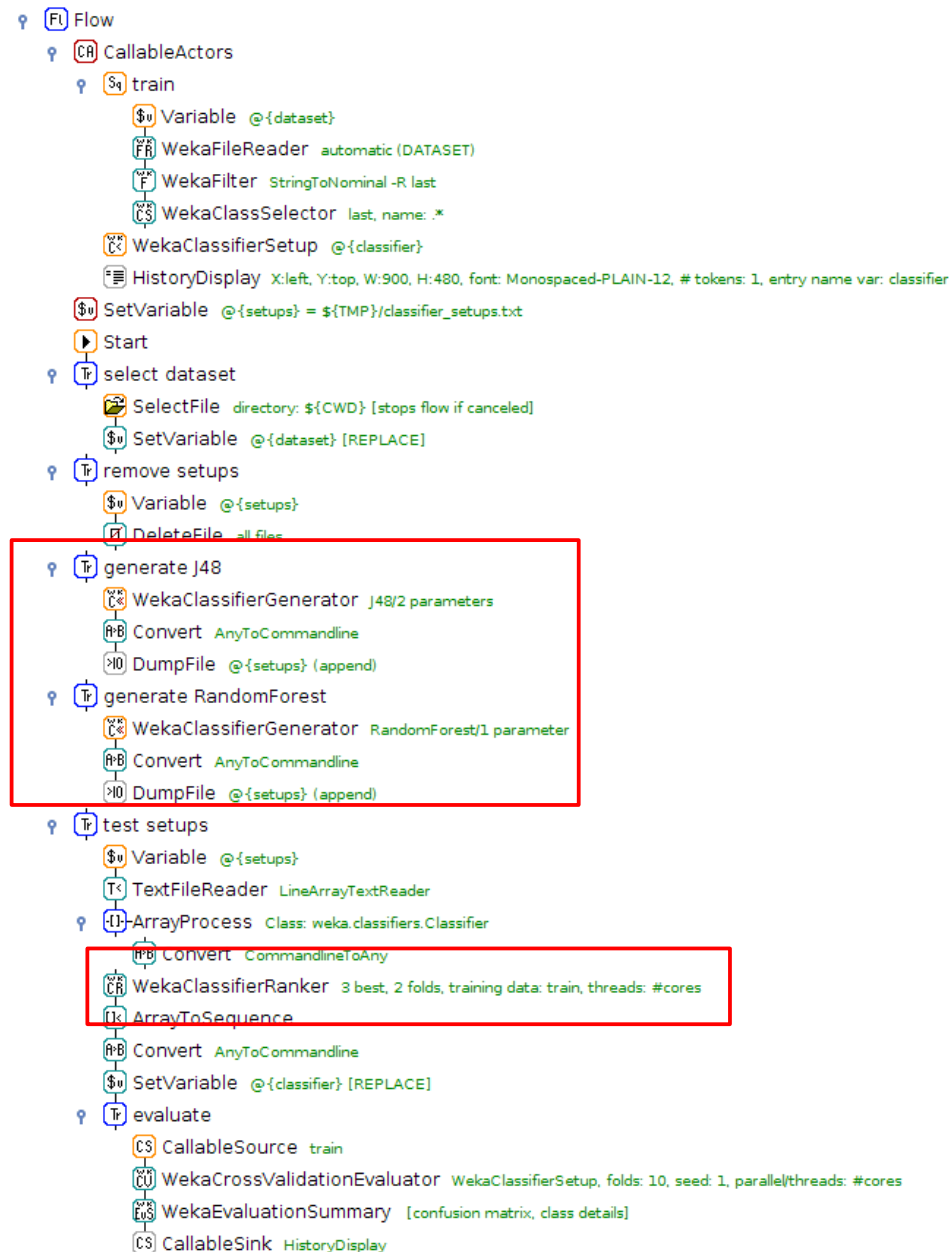 Flow
CallableActors
train
Variable @{dataset}
WekaFileReader automatic (DATASET)
WekaFilter StringToNominal -R last
WekaClassSelector last, name: .*
WekaClassifierSetup @{classifier}
HistoryDisplay X:left, Y:top, W:900, H:480, font: Monospaced-PLAIN-12, # tokens: 1, entry name var: classifier
SetVariable @{setups} = ${TMP}/classifier_setups.txt
Start
select dataset
SelectFile directory: ${CWD} [stops flow if canceled]
SetVariable @{dataset} [REPLACE]
remove setups
Variable @{setups}
DeleteFile all files
generate J48
WekaClassifierGenerator J48/2 parameters
Convert AnyToCommandline
DumpFile @{setups} (append)
generate RandomForest
WekaClassifierGenerator RandomForest/1 parameter
Convert AnyToCommandline
DumpFile @{setups} (append)
test setups
Variable @{setups}
TextFileReader LineArrayTextReader
ArrayProcess Class: weka.classifiers.Classifier
Convert CommandlineToAny
WekaClassifierRanker 3 best, 2 folds, training data: train, threads: #cores
ArrayToSequence
Convert AnyToCommandline
SetVariable @{classifier} [REPLACE]
evaluate
CallableSource train
WekaCrossValidationEvaluator WekaClassifierSetup, folds: 10, seed: 1, parallel/threads: #cores
WekaEvaluationSummary [confusion matrix, class details]
CallableSink HistoryDisplay